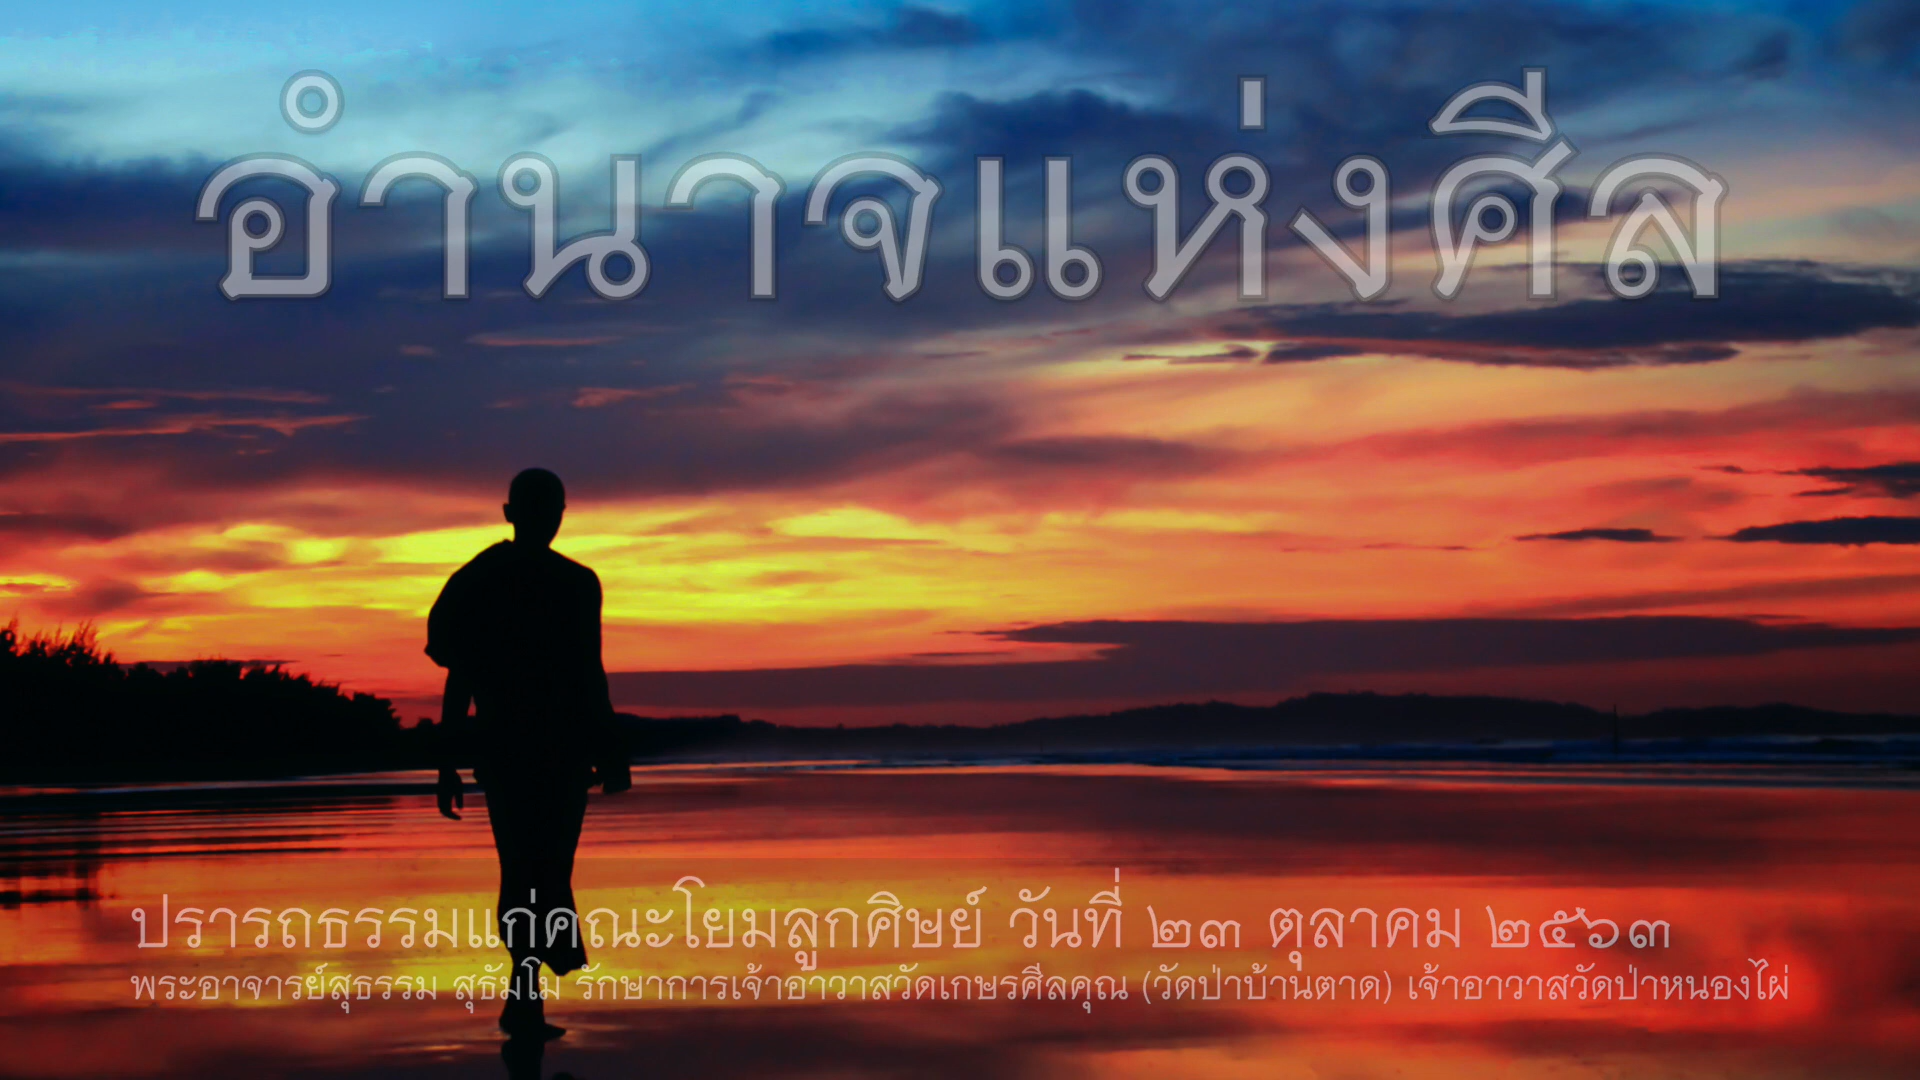 อำนาจแห่งศีล
ปรารถธรรมแก่คณะโยมลูกศิษย์ วันที่ ๒๓ ตุลาคม ๒๕๖๓
พระอาจารย์สุธรรม สุธัมโม รักษาการเจ้าอาวาสวัดเกษรศีลคุณ (วัดป่าบ้านตาด) เจ้าอาวาสวัดป่าหนองไผ่